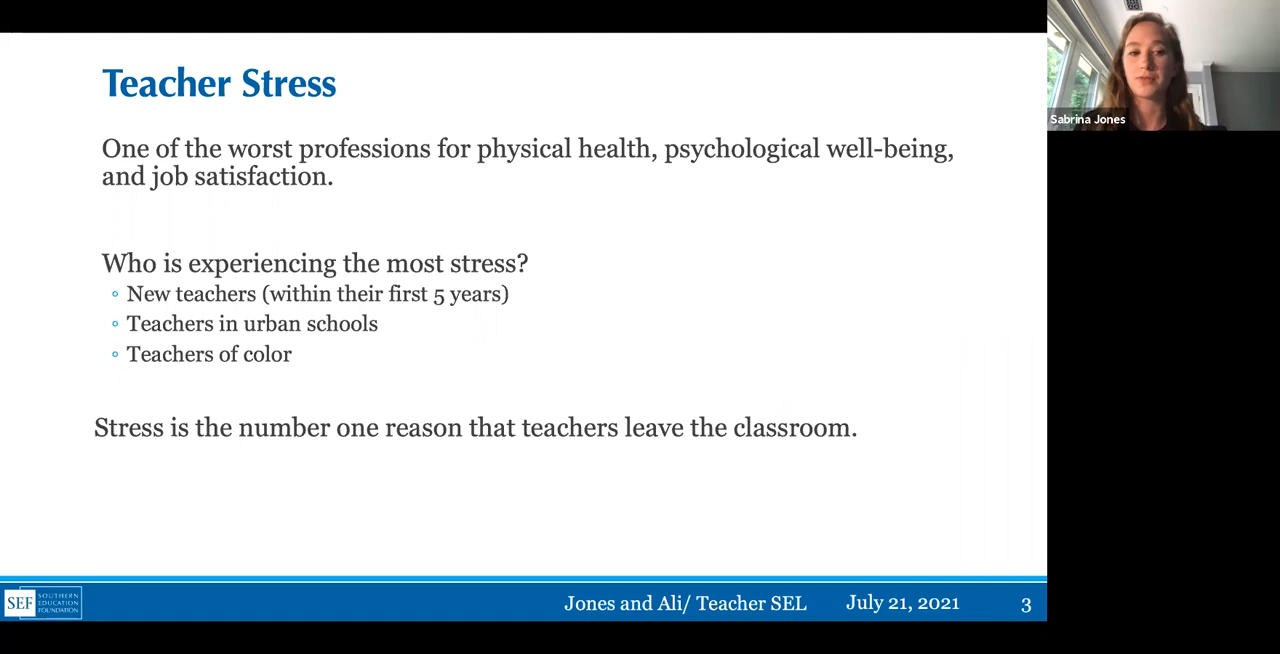 Teacher Stress
One of the worst professions for physical health, psychological well-being,
and job satisfaction.
Who is experiencing the most stress?
New teachers (within their first 5 years)
Teachers in urban schools
Teachers of color
Stress is the number one reason that teachers leave the classroom.
SEF
SOUTHERN
EDUCATION
FOUNDATION
Jones and Ali/ Teacher SEL
July 21, 2021
3
Sabrina Jones